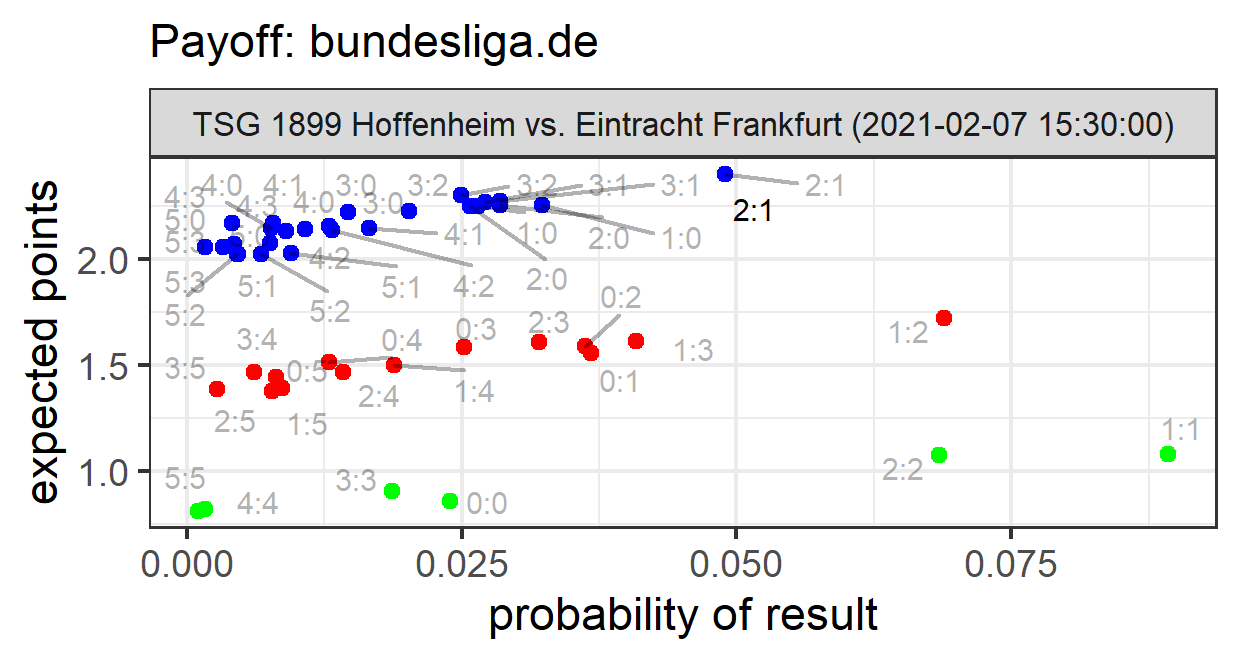 Payoff: bundesliga.de
TSG 1899 Hoffenheim vs. Eintracht Frankfurt (2021-02-07 15:30:00)
4:3 4:0 4:1 3:0 3:2 3:2 3:1 3:1 2:1
5:0 4:3 4:0 3:0 2:1
5:3 5:0 4:1 1:0 2:0 1:0
4:2
5:3 5:1 5:1 4:2 2:0
5:2 5:2 0:2
3:4 0:4 0:3 2:3 1:2
3:5 0:5 1:3
2:4 1:4 0:1
2:5 1:5 1:1
5:5 3:3 2:2
4:4 0:0
2.0
1.5
1.0
expected points
0.000 0.025 0.050 0.075
probability of result